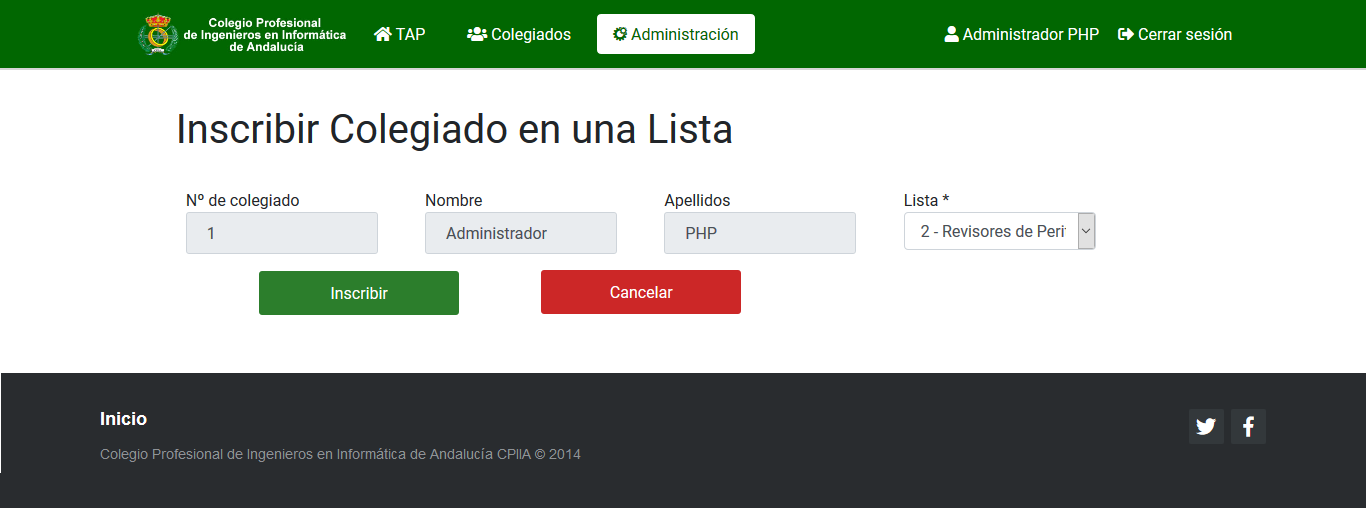 Colegio Profesional
de Ingenieros en Informática
de Andalucía
TAP
Colegiados
Administración
Administrador PHP
Cerrar sesión
Inscribir Colegiado en una Lista
Nº de colegiado
Nombre
Apellidos
Lista *
1
Administrador
PHP
2 - Revisores de Peri
Inscribir
Cancelar
Inicio
Colegio Profesional de Ingenieros en Informática de Andalucía CPIIA © 2014